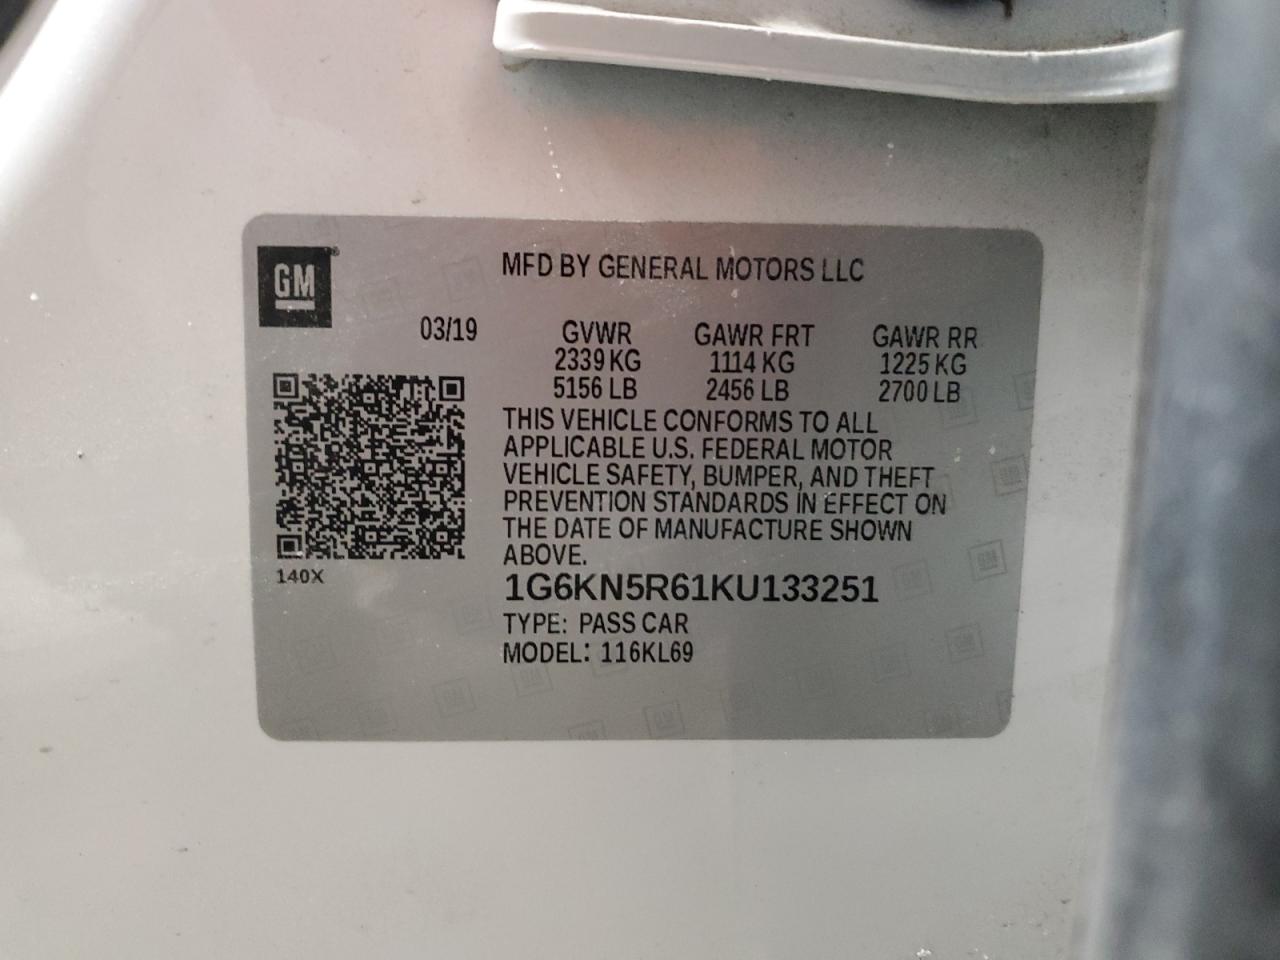 MFD BY GENERAL MOTORS LLC
GM
03/19
GVWR GAWR FRT GAWR RR
2339 KG 1114 KG 1225 KG
5156 LB 2456 LB 2700 LB
THIS VEHICLE CONFORMS TO ALL
APPLICABLE U.S. FEDERAL MOTOR
VEHICLE SAFETY, BUMPER, AND THEFT
PREVENTION STANDARDS IN EFFECT ON
THE DATE OF MANUFACTURE SHOWN
ABOVE.
140X
1G6KN5R61KU133251
TYPE: PASS CAR
MODEL: 116KL69